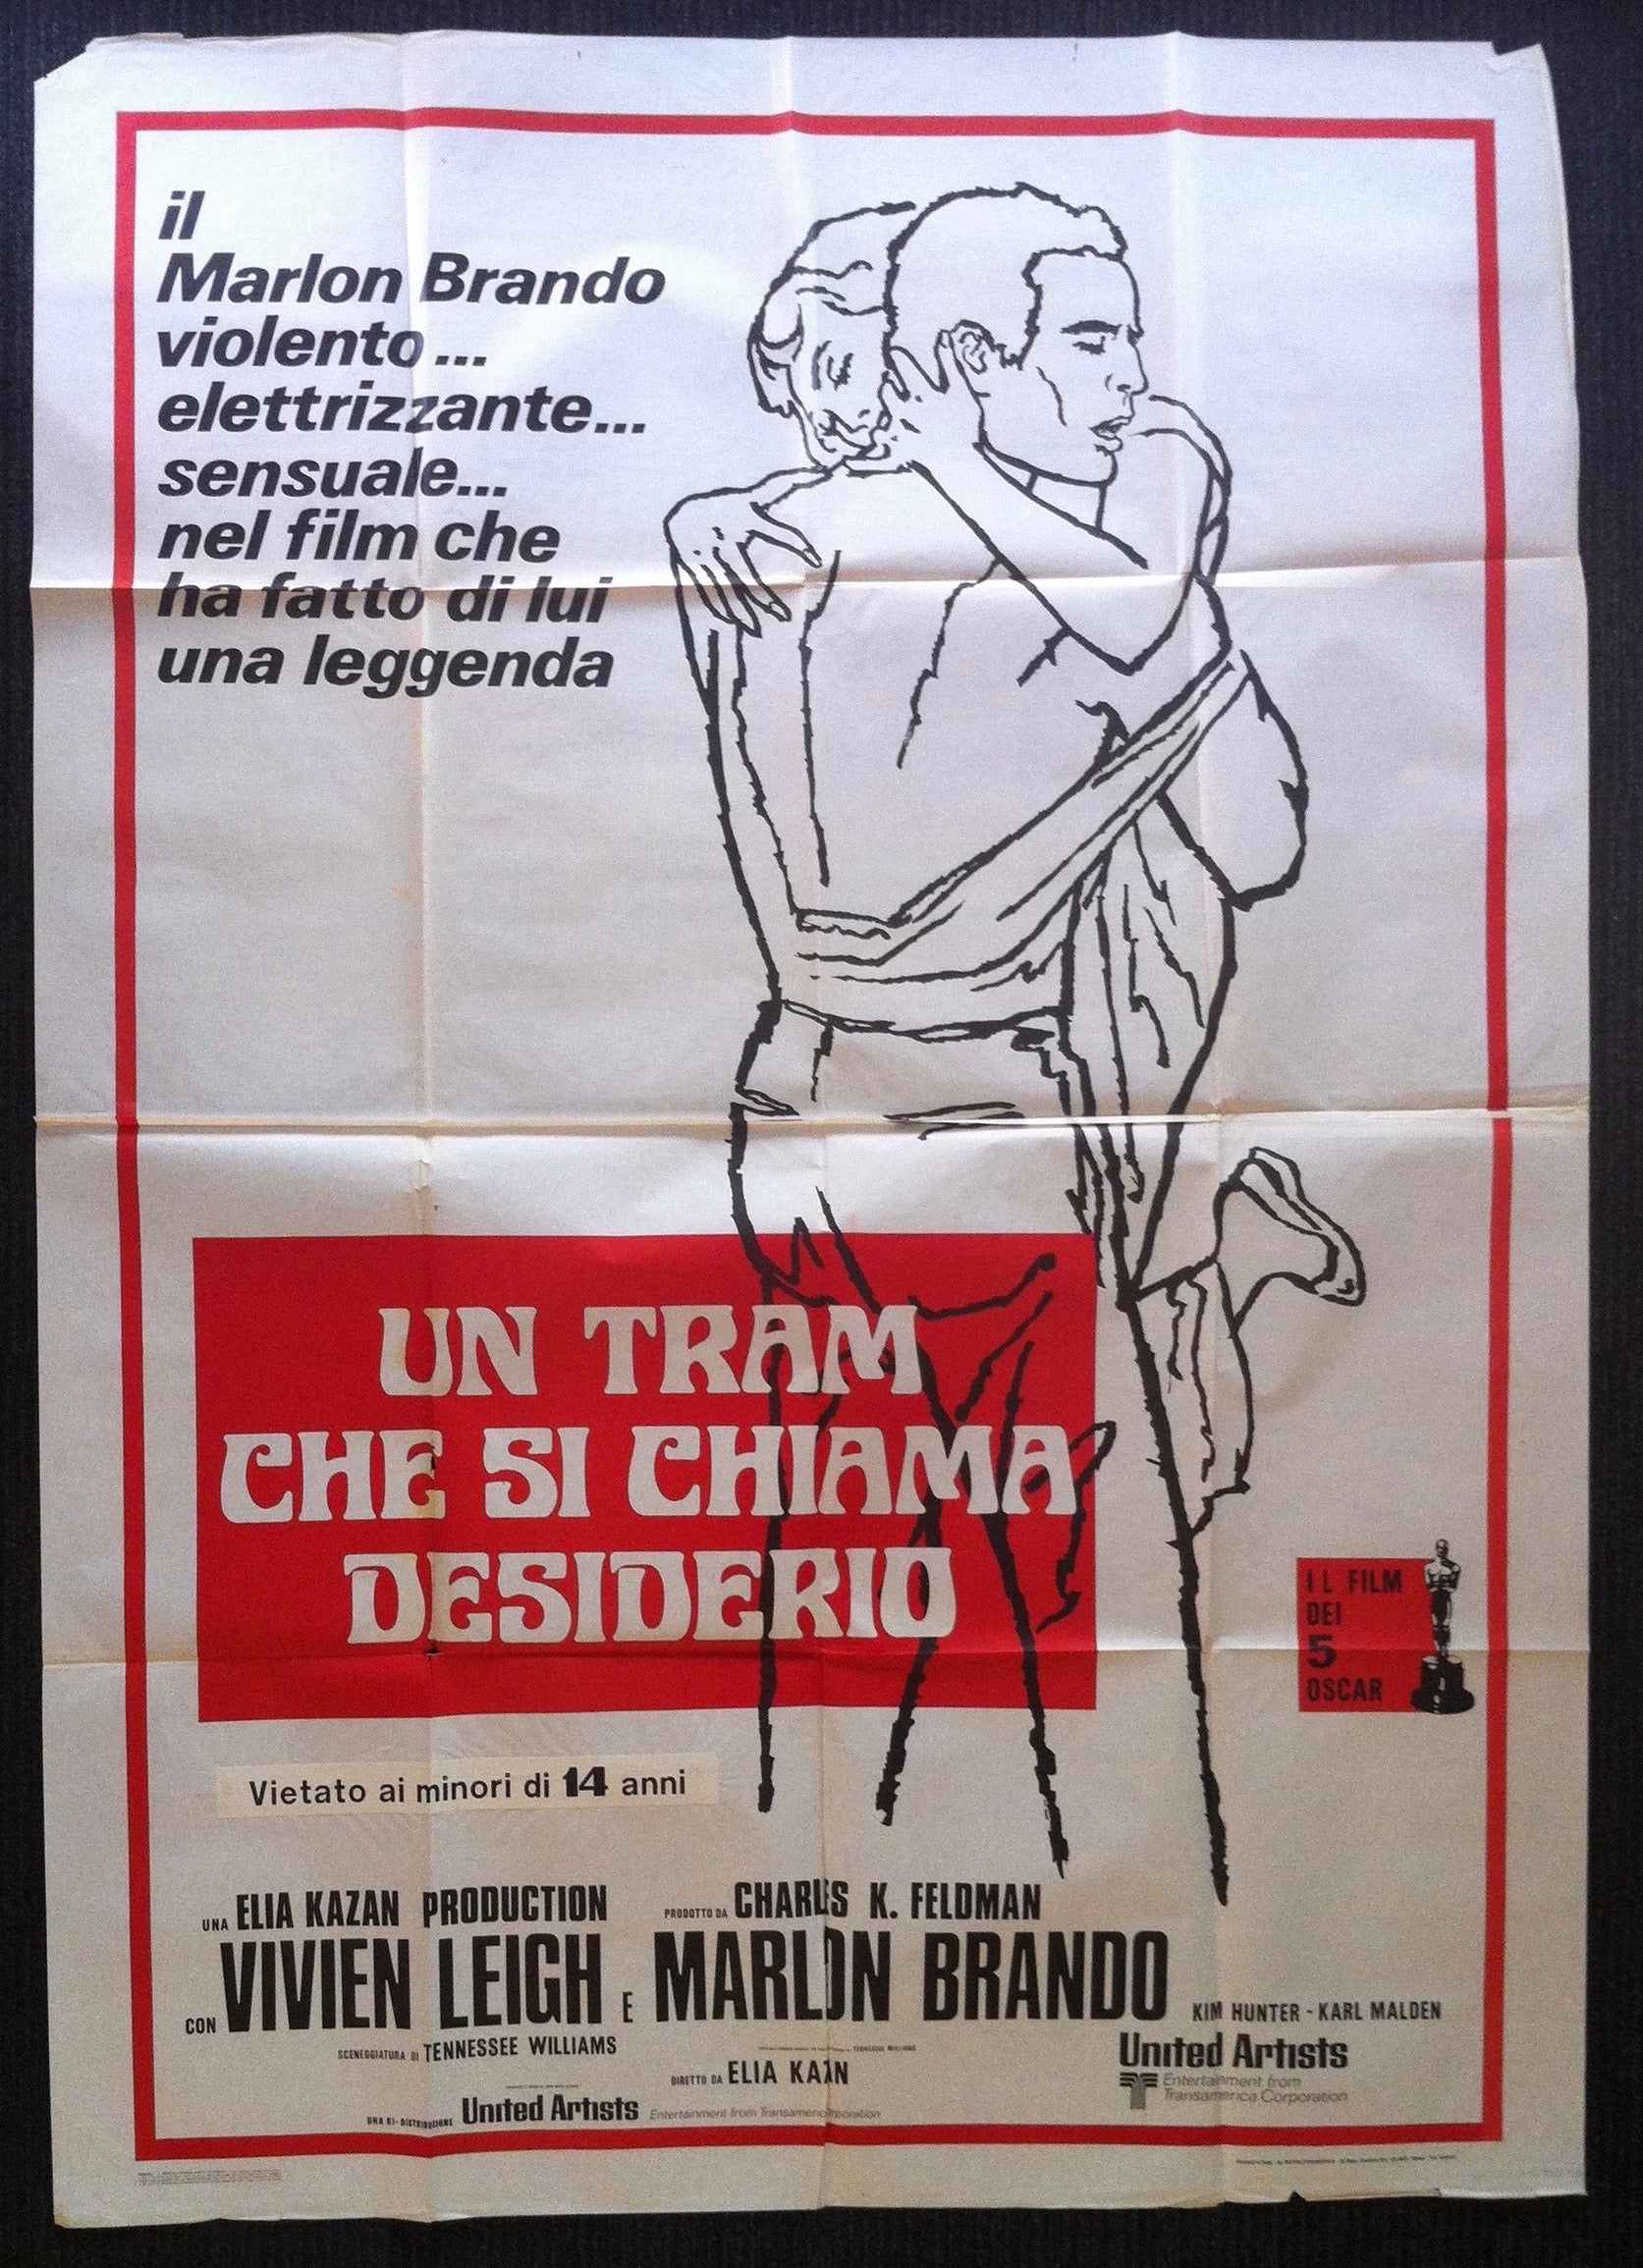 il
Marlon Brando
violento...
elettrizzante...
sensuale...
nel film che
ha fatto di lui
una leggenda
UN TRAM
CHE SI CHIAMA
DESIDERIO
IL FILM
DEI
5
OSCAR
Vietato ai minori di 14 anni
UNA ELIA KAZAN PRODUCTION PRODOTTO DA CHARLES K. FELDMAN
CON VIVIEN LEIGH E MARLON BRANDO KIM HUNTER - KARL MALDEN
SCENEGGIATURA DI TENNESSEE WILLIAMS
DIRETTO DA ELIA KAZAN
United Artists
Entertainment from
Transamerica Corporation
UNA RI-DISTRIBUZIONE United Artists Entertainment from Transamerica Corporation